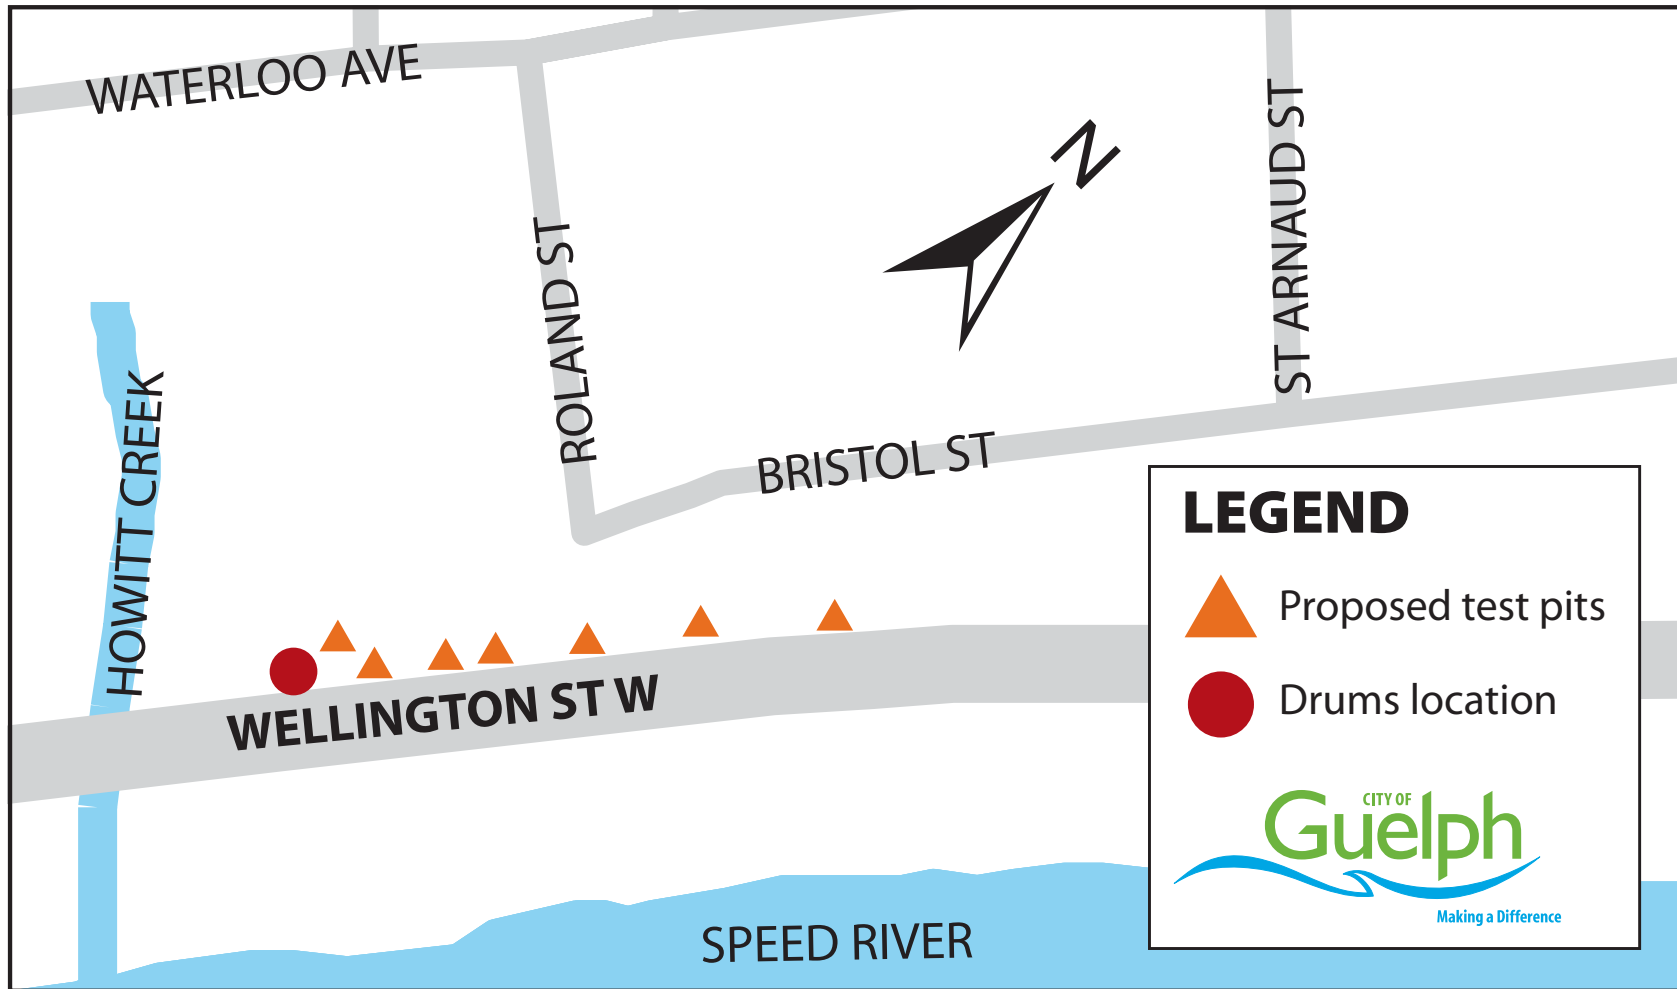 WATERLOO AVE
N
ROLAND ST
ST ARNAUD ST
HOWITT CREEK
BRISTOL ST
WELLINGTON ST W
SPEED RIVER
LEGEND
Proposed test pits
Drums location
CITY OF
Guelph
Making a Difference